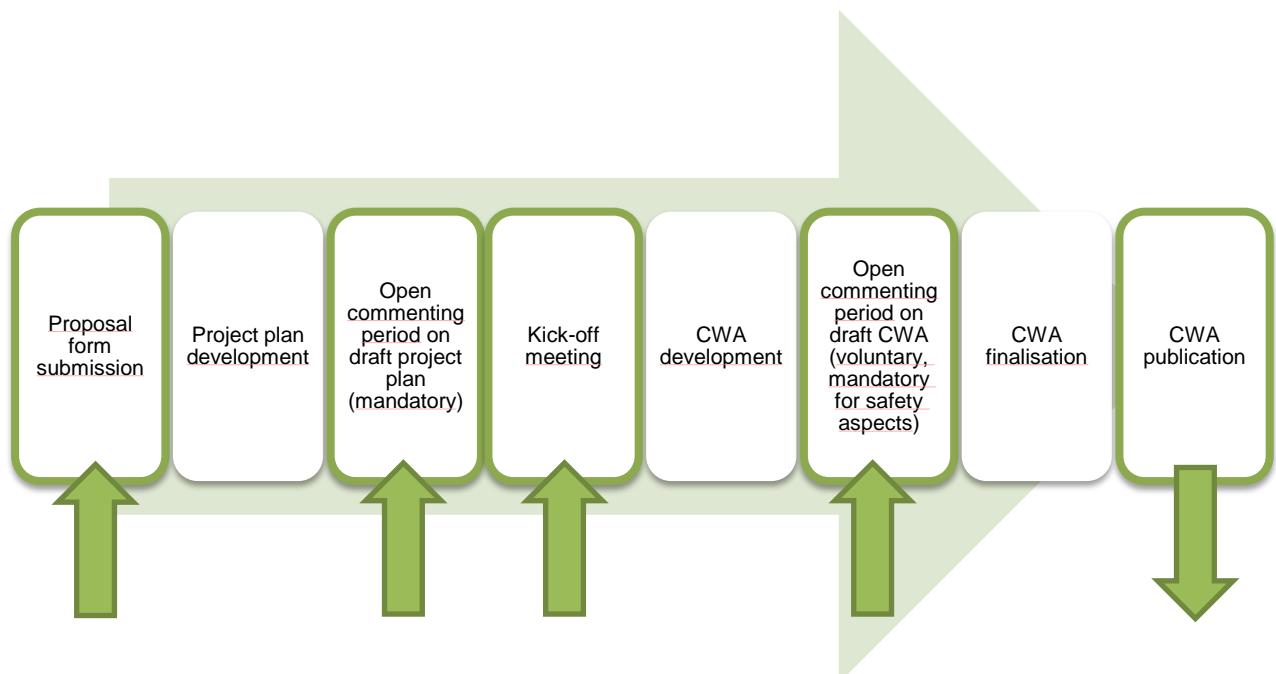 Proposal
form
submission
Project plan
development
Open
commenting
period on
draft project
plan
(mandatory)
Kick-off
meeting
CWA
development
Open
commenting
period on
draft CWA
(voluntary,
mandatory
for safety
aspects)
CWA
finalisation
CWA
publication